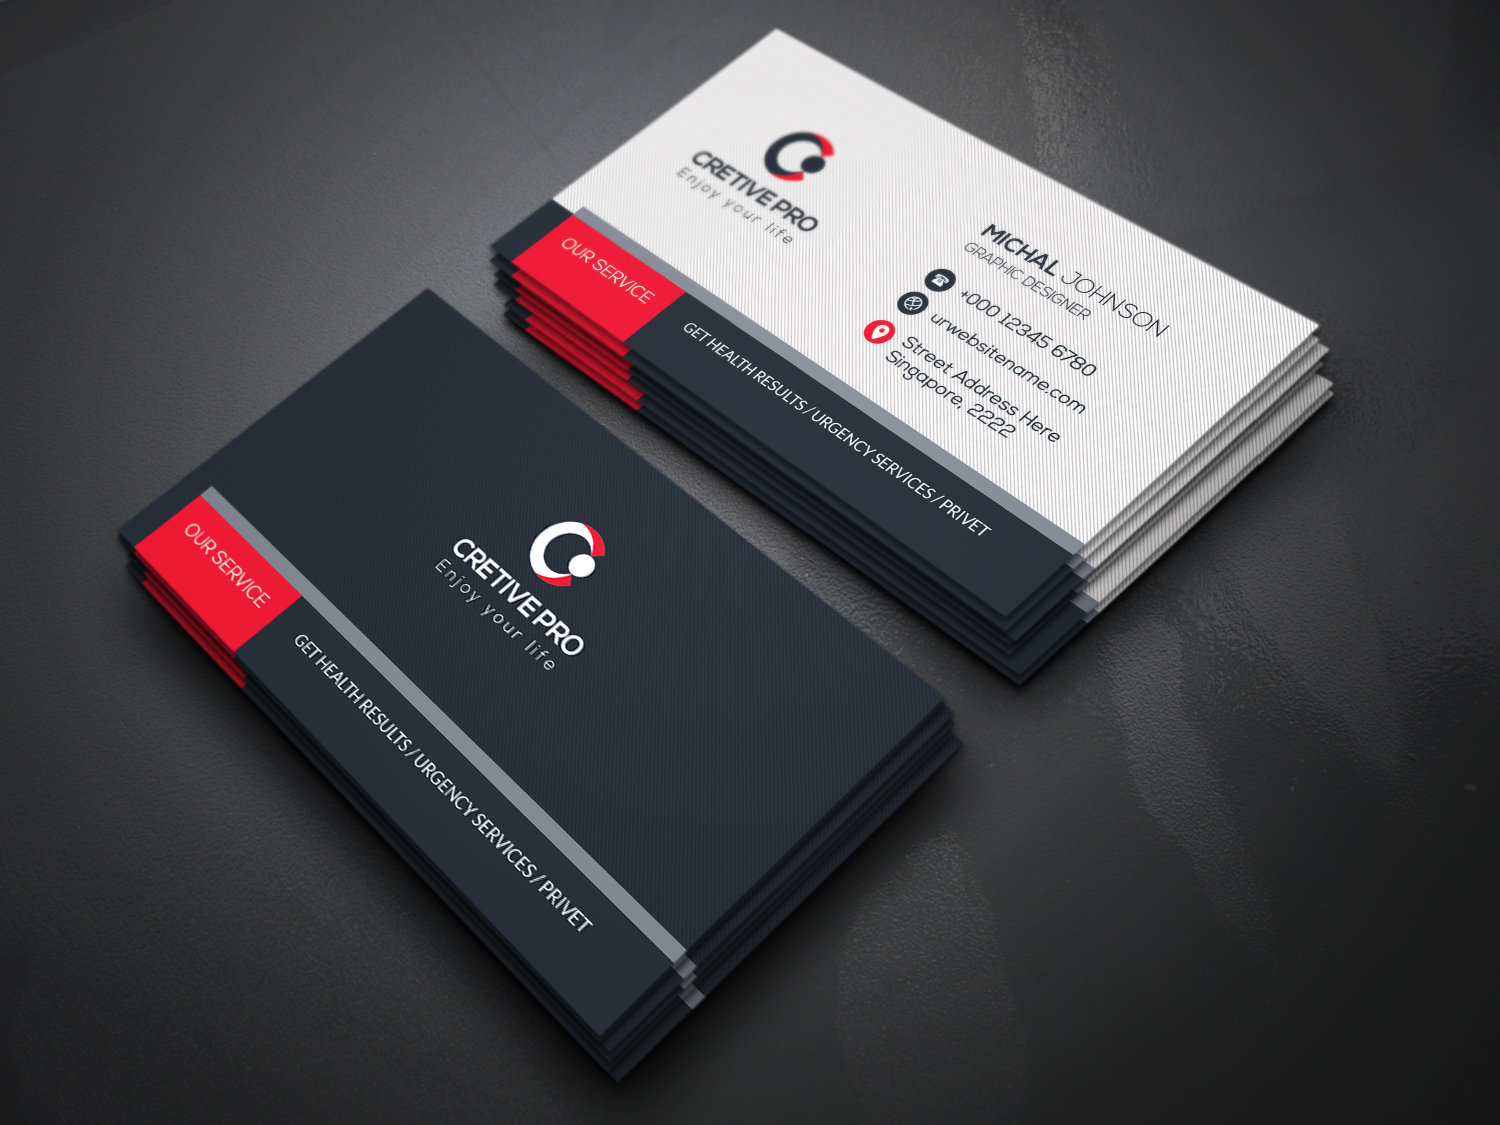 CRETIVE PRO
Enjoy your life
MICHAL JOHNSON
GRAPHIC DESIGNER
+000 12345 6780
urwebsitename.com
Street Address Here
Singapore, 2222
OUR SERVICE
GET HEALTH RESULTS / URGENCY SERVICES / PRIVET
CRETIVE PRO
Enjoy your life
OUR SERVICE
GET HEALTH RESULTS / URGENCY SERVICES / PRIVET